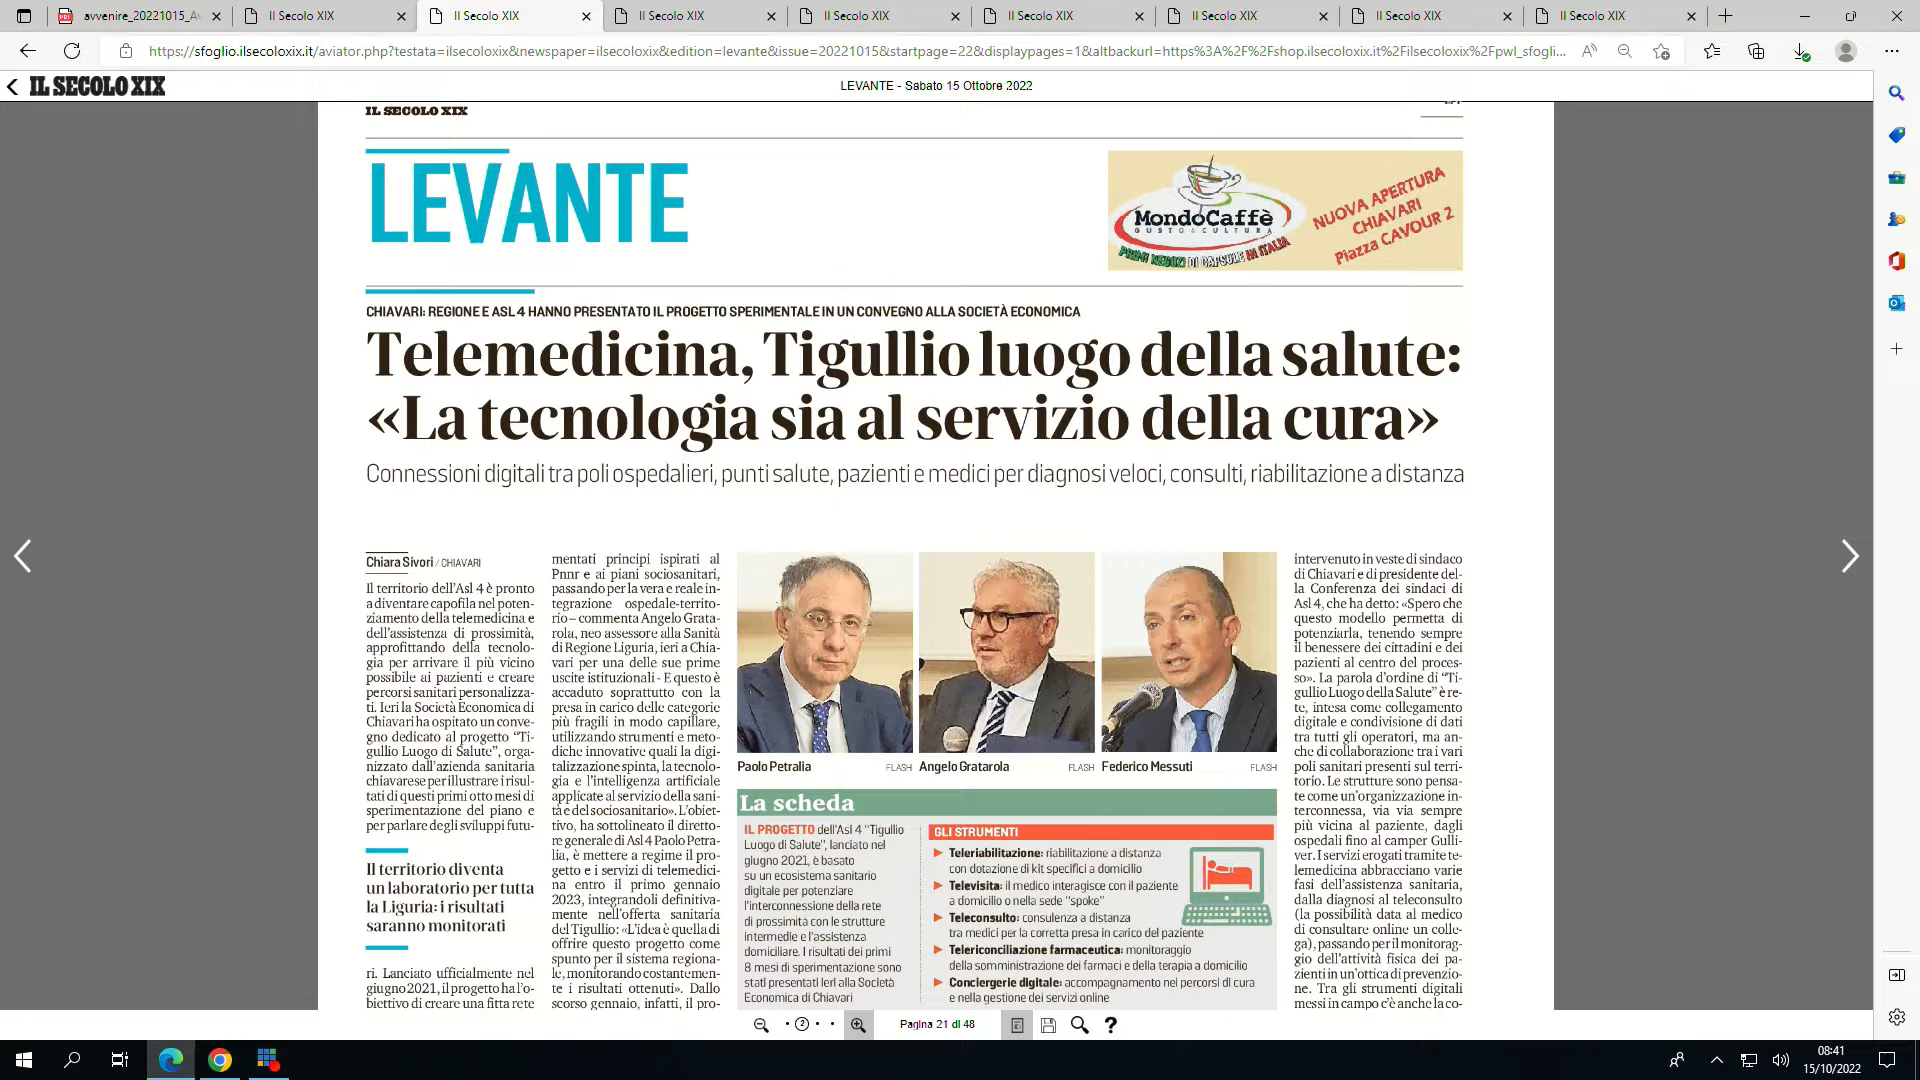 avvenire_20221015_Av
Il Secolo XIX
Il Secolo XIX
Il Secolo XIX
Il Secolo XIX
Il Secolo XIX
Il Secolo XIX
Il Secolo XIX
Il Secolo XIX
https://sfoglio.ilsecoloxix.it/aviator.php?testata=ilsecoloxix&newspaper=ilsecoloxix&edition=levante&issue=20221015&startpage=22&displaypages=1&altbackurl=https%3A%2F%2Fshop.ilsecoloxix.it%2Filsecoloxix%2Fpwl_sfogli...
IL SECOLO XIX
LEVANTE - Sabato 15 Ottobre 2022
IL SECOLO XIX
LEVANTE
MondoCaffè
GUSTO & CULTURA
PRIMI NEGOZI DI CAPSULE IN ITALIA
NUOVA APERTURA
CHIAVARI
Piazza CAVOUR 2
CHIAVARI: REGIONE E ASL 4 HANNO PRESENTATO IL PROGETTO SPERIMENTALE IN UN CONVEGNO ALLA SOCIETÀ ECONOMICA
Telemedicina, Tigullio luogo della salute:
«La tecnologia sia al servizio della cura»
Connessioni digitali tra poli ospedalieri, punti salute, pazienti e medici per diagnosi veloci, consulti, riabilitazione a distanza
Chiara Sivori / CHIAVARI
Il territorio dell'Asl 4 è pronto
a diventare capofila nel poten-
ziamento della telemedicina e
dell'assistenza di prossimità,
approfittando della tecnolo-
gia per arrivare il più vicino
possibile ai pazienti e creare
percorsi sanitari personalizza-
ti. Ieri la Società Economica di
Chiavari ha ospitato un conve-
gno dedicato al progetto "Ti-
gullio Luogo di Salute", orga-
nizzato dall'azienda sanitaria
chiavarese per illustrare i risul-
tati di questi primi otto mesi di
sperimentazione del piano e
per parlare degli sviluppi futu-
Il territorio diventa
un laboratorio per tutta
la Liguria: i risultati
saranno monitorati
ri. Lanciato ufficialmente nel
giugno 2021, il progetto ha l'o-
biettivo di creare una fitta rete
mentati principi ispirati al
Pnnr e ai piani sociosanitari,
passando per la vera e reale in-
tegrazione ospedale-territo-
rio – commenta Angelo Grata-
rola, neo assessore alla Sanità
di Regione Liguria, ieri a Chia-
vari per una delle sue prime
uscite istituzionali - E questo è
accaduto soprattutto con la
presa in carico delle categorie
più fragili in modo capillare,
utilizzando strumenti e meto-
diche innovative quali la digi-
talizzazione spinta, la tecnolo-
gia e l'intelligenza artificiale
applicate al servizio della sani-
tà e del sociosanitario». L'obiet-
tivo, ha sottolineato il diretto-
re generale di Asl 4 Paolo Petra-
lia, è mettere a regime il pro-
getto e i servizi di telemedici-
na entro il primo gennaio
2023, integrandoli definitiva-
mente nell'offerta sanitaria
del Tigullio: «L'idea è quella di
offrire questo progetto come
spunto per il sistema regiona-
le, monitorando costantemen-
te i risultati ottenuti». Dallo
scorso gennaio, infatti, il pro-
Paolo Petralia FLASH
Angelo Gratarola FLASH
Federico Messuti FLASH
La scheda
IL PROGETTO dell'Asl 4 "Tigullio
Luogo di Salute", lanciato nel
giugno 2021, è basato
su un ecosistema sanitario
digitale per potenziare
l'interconnessione della rete
di prossimità con le strutture
intermedie e l'assistenza
domiciliare. I risultati dei primi
8 mesi di sperimentazione sono
stati presentati ieri alla Società
Economica di Chiavari
GLI STRUMENTI
Teleriabilitazione: riabilitazione a distanza
con dotazione di kit specifici a domicilio
Televisita: il medico interagisce con il paziente
a domicilio o nella sede "spoke"
Teleconsulto: consulenza a distanza
tra medici per la corretta presa in carico del paziente
Telericonciliazione farmaceutica: monitoraggio
della somministrazione dei farmaci e della terapia a domicilio
Conciergerie digitale: accompagnamento nel percorsi di cura
e nella gestione dei servizi online
intervenuto in veste di sindaco
di Chiavari e di presidente del-
la Conferenza dei sindaci di
Asl 4, che ha detto: «Spero che
questo modello permetta di
potenziarla, tenendo sempre
il benessere dei cittadini e dei
pazienti al centro del proces-
so». La parola d'ordine di "Ti-
gullio Luogo della Salute" è re-
te, intesa come collegamento
digitale e condivisione di dati
tra tutti gli operatori, ma an-
che di collaborazione tra i vari
poli sanitari presenti sul terri-
torio. Le strutture sono pensa-
te come un'organizzazione in-
terconnessa, via via sempre
più vicina al paziente, dagli
ospedali fino al camper Gulli-
ver. I servizi erogati tramite te-
lemedicina abbracciano varie
fasi dell'assistenza sanitaria,
dalla diagnosi al teleconsulto
(la possibilità data al medico
di consultare online un colle-
ga), passando per il monitorag-
gio dell'attività fisica dei pa-
zienti in un'ottica di prevenzio-
ne. Tra gli strumenti digitali
messi in campo c'è anche la co-
Pagina 21 di 48
08:41
15/10/2022